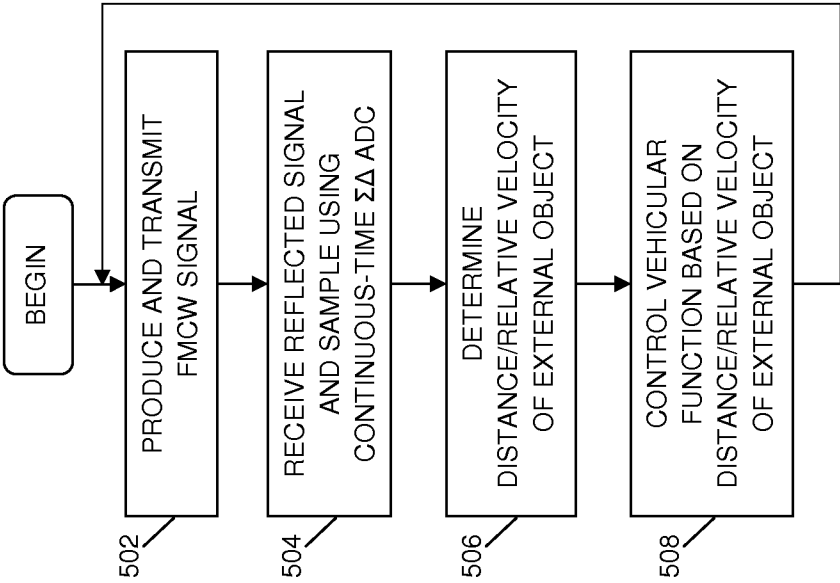 BEGIN
502
PRODUCE AND TRANSMIT
FMCW SIGNAL
504
RECEIVE REFLECTED SIGNAL
AND SAMPLE USING
CONTINUOUS-TIME ΣΔ ADC
506
DETERMINE
DISTANCE/RELATIVE VELOCITY
OF EXTERNAL OBJECT
508
CONTROL VEHICULAR
FUNCTION BASED ON
DISTANCE/RELATIVE VELOCITY
OF EXTERNAL OBJECT